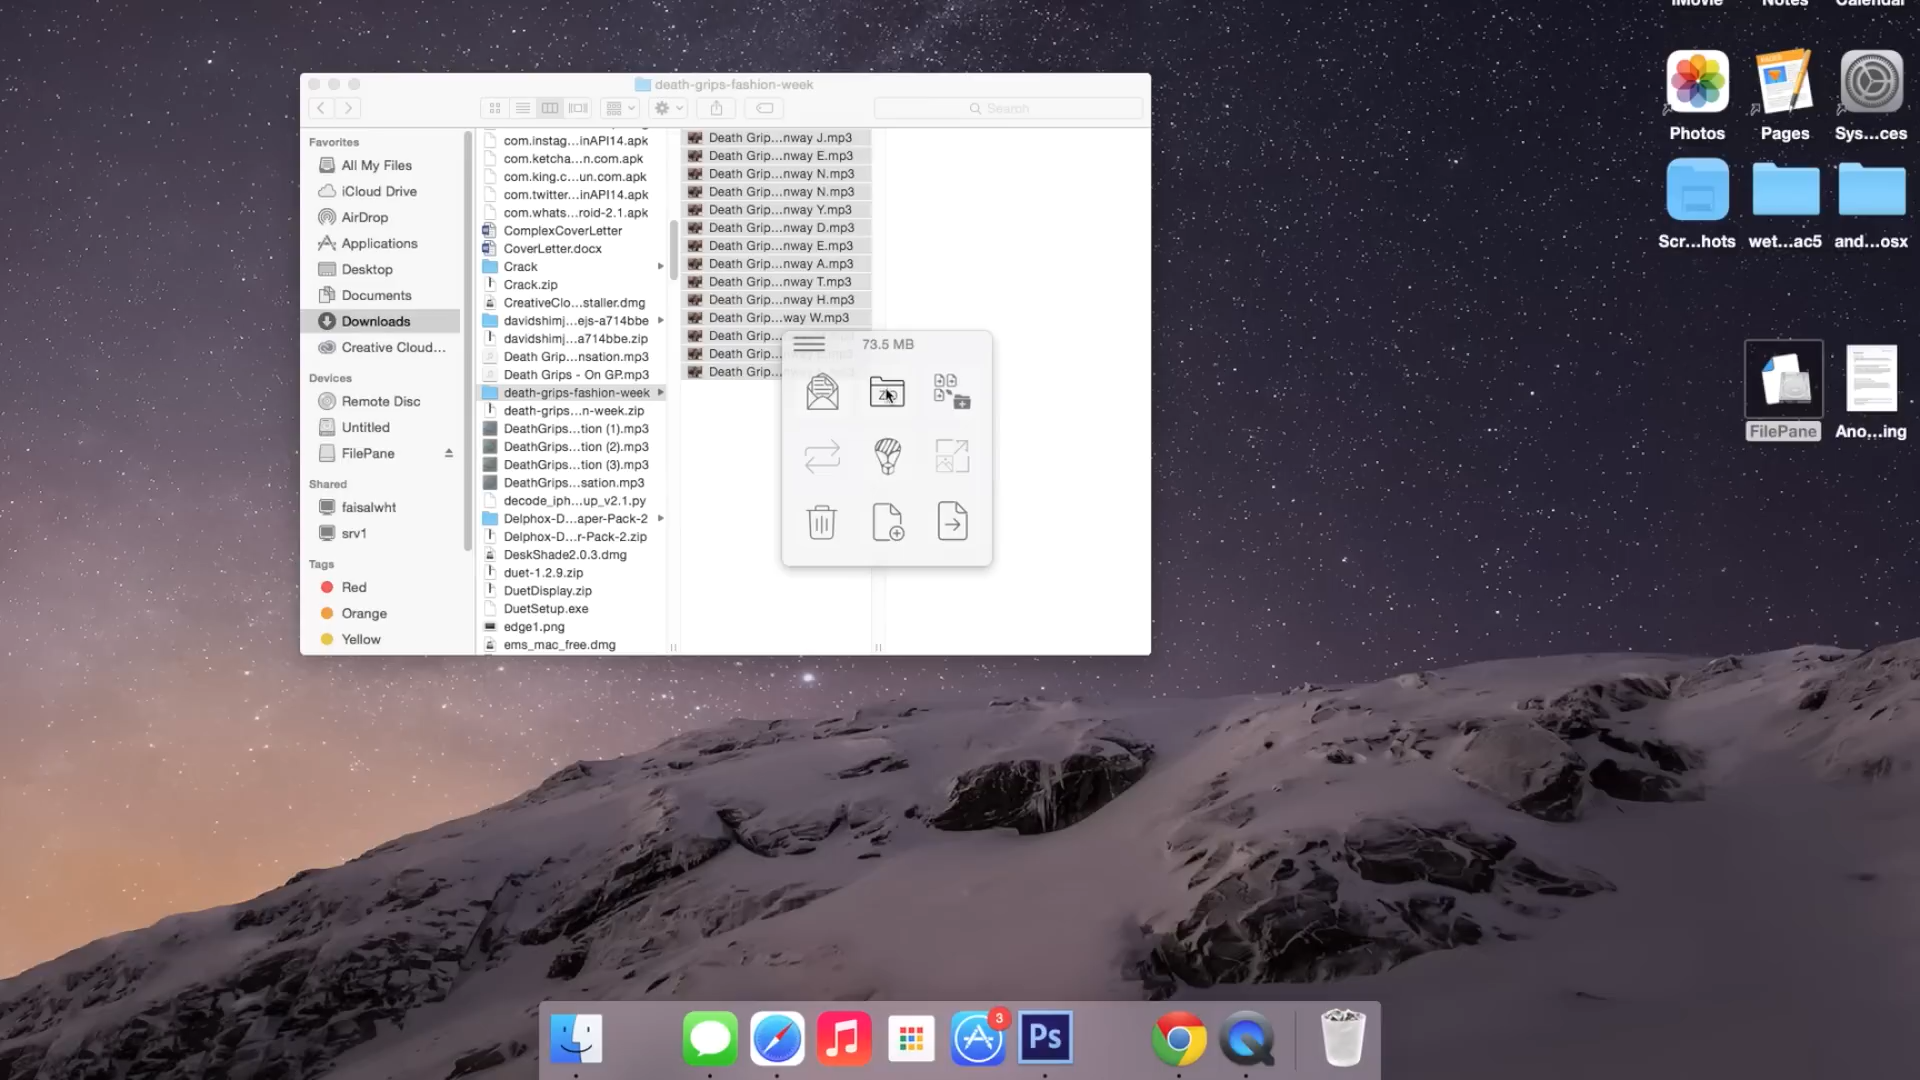 iMovie
Notes
Calendar
death-grips-fashion-week
Search
Favorites
All My Files
iCloud Drive
AirDrop
Applications
Desktop
Documents
Downloads
Creative Cloud...
Devices
Remote Disc
Untitled
FilePane
Shared
faisalwht
srv1
Tags
Red
Orange
Yellow
com.instag...inAPI14.apk
com.ketcha...n.com.apk
com.king.c...un.com.apk
com.twitter...inAPI14.apk
com.whats...roid-2.1.apk
ComplexCoverLetter
CoverLetter.docx
Crack
Crack.zip
CreativeClo...staller.dmg
davidshimj...ejs-a714bbe
davidshimj...a714bbe.zip
Death Grip...nsation.mp3
Death Grips - On GP.mp3
death-grips-fashion-week
death-grips...n-week.zip
DeathGrips...tion (1).mp3
DeathGrips...tion (2).mp3
DeathGrips...tion (3).mp3
DeathGrips...sation.mp3
decode_iph...up_v2.1.py
Delphox-D...aper-Pack-2
Delphox-D...r-Pack-2.zip
DeskShade2.0.3.dmg
duet-1.2.9.zip
DuetDisplay.zip
DuetSetup.exe
edge1.png
ems_mac_free.dmg
Death Grip...nway J.mp3
Death Grip...nway E.mp3
Death Grip...nway N.mp3
Death Grip...nway N.mp3
Death Grip...nway Y.mp3
Death Grip...nway D.mp3
Death Grip...nway E.mp3
Death Grip...nway A.mp3
Death Grip...nway T.mp3
Death Grip...nway H.mp3
Death Grip...way W.mp3
Death Grip
Death Grip
Death Grip
73.5 MB
Photos
Pages
Sys...ces
Scr...hots
wet...ac5
and...osx
FilePane
Ano...ing
PAGES
3
Ps